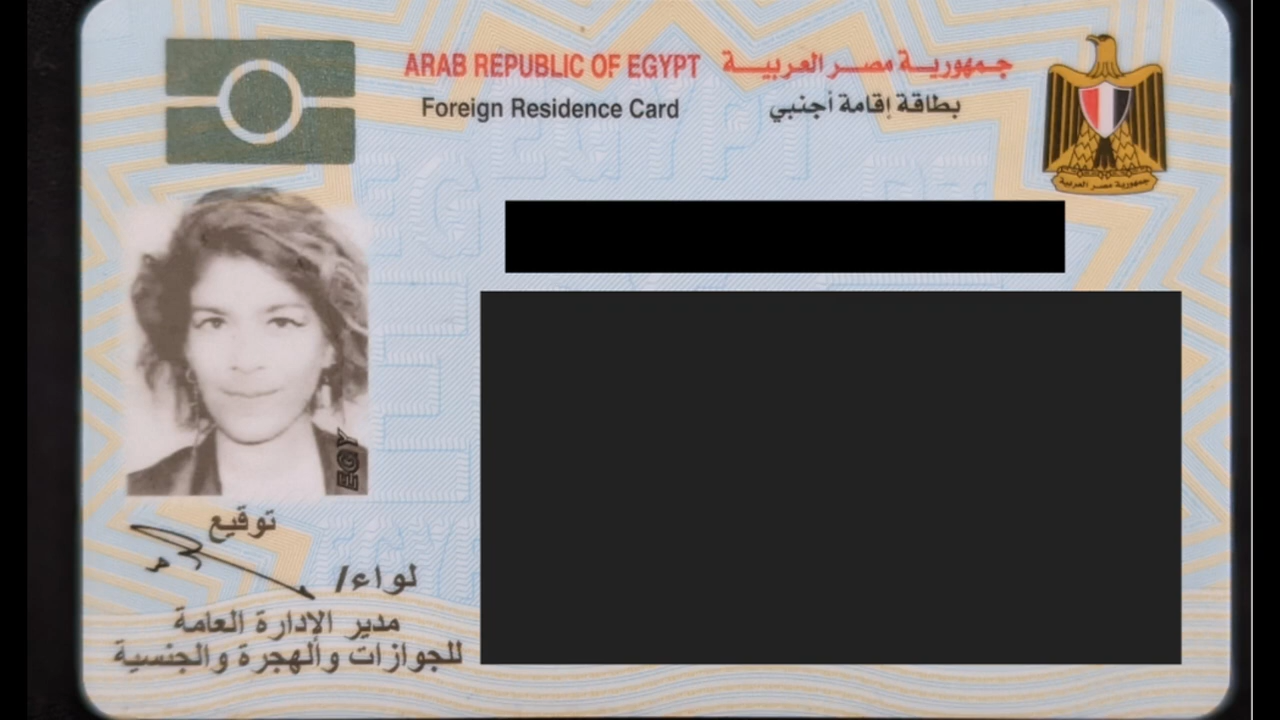 ARAB REPUBLIC OF EGYPT جمهورية مصر العربية
Foreign Residence Card بطاقة إقامة أجنبي
جمهورية مصر العربية
EGY
توقيع
لواء/
مدير الإدارة العامة
للجوازات والهجرة والجنسية